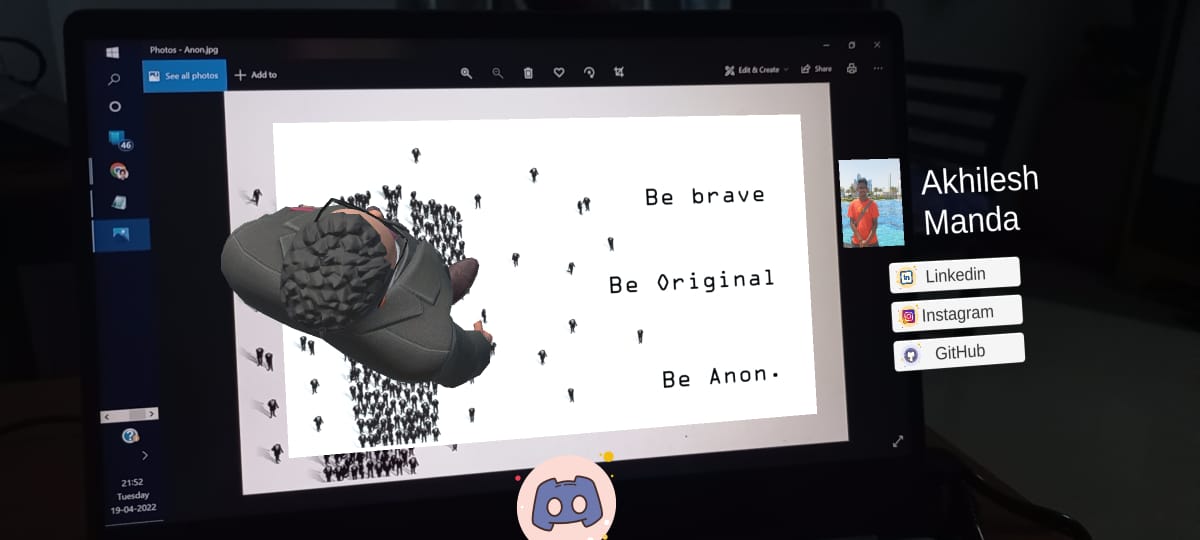 Photos - Anon.jpg
See all photos
Add to
Edit & Create
Share
46
Be brave
Be Original
Be Anon.
Akhilesh
Manda
in Linkedin
Instagram
GitHub
21:52
Tuesday
19-04-2022